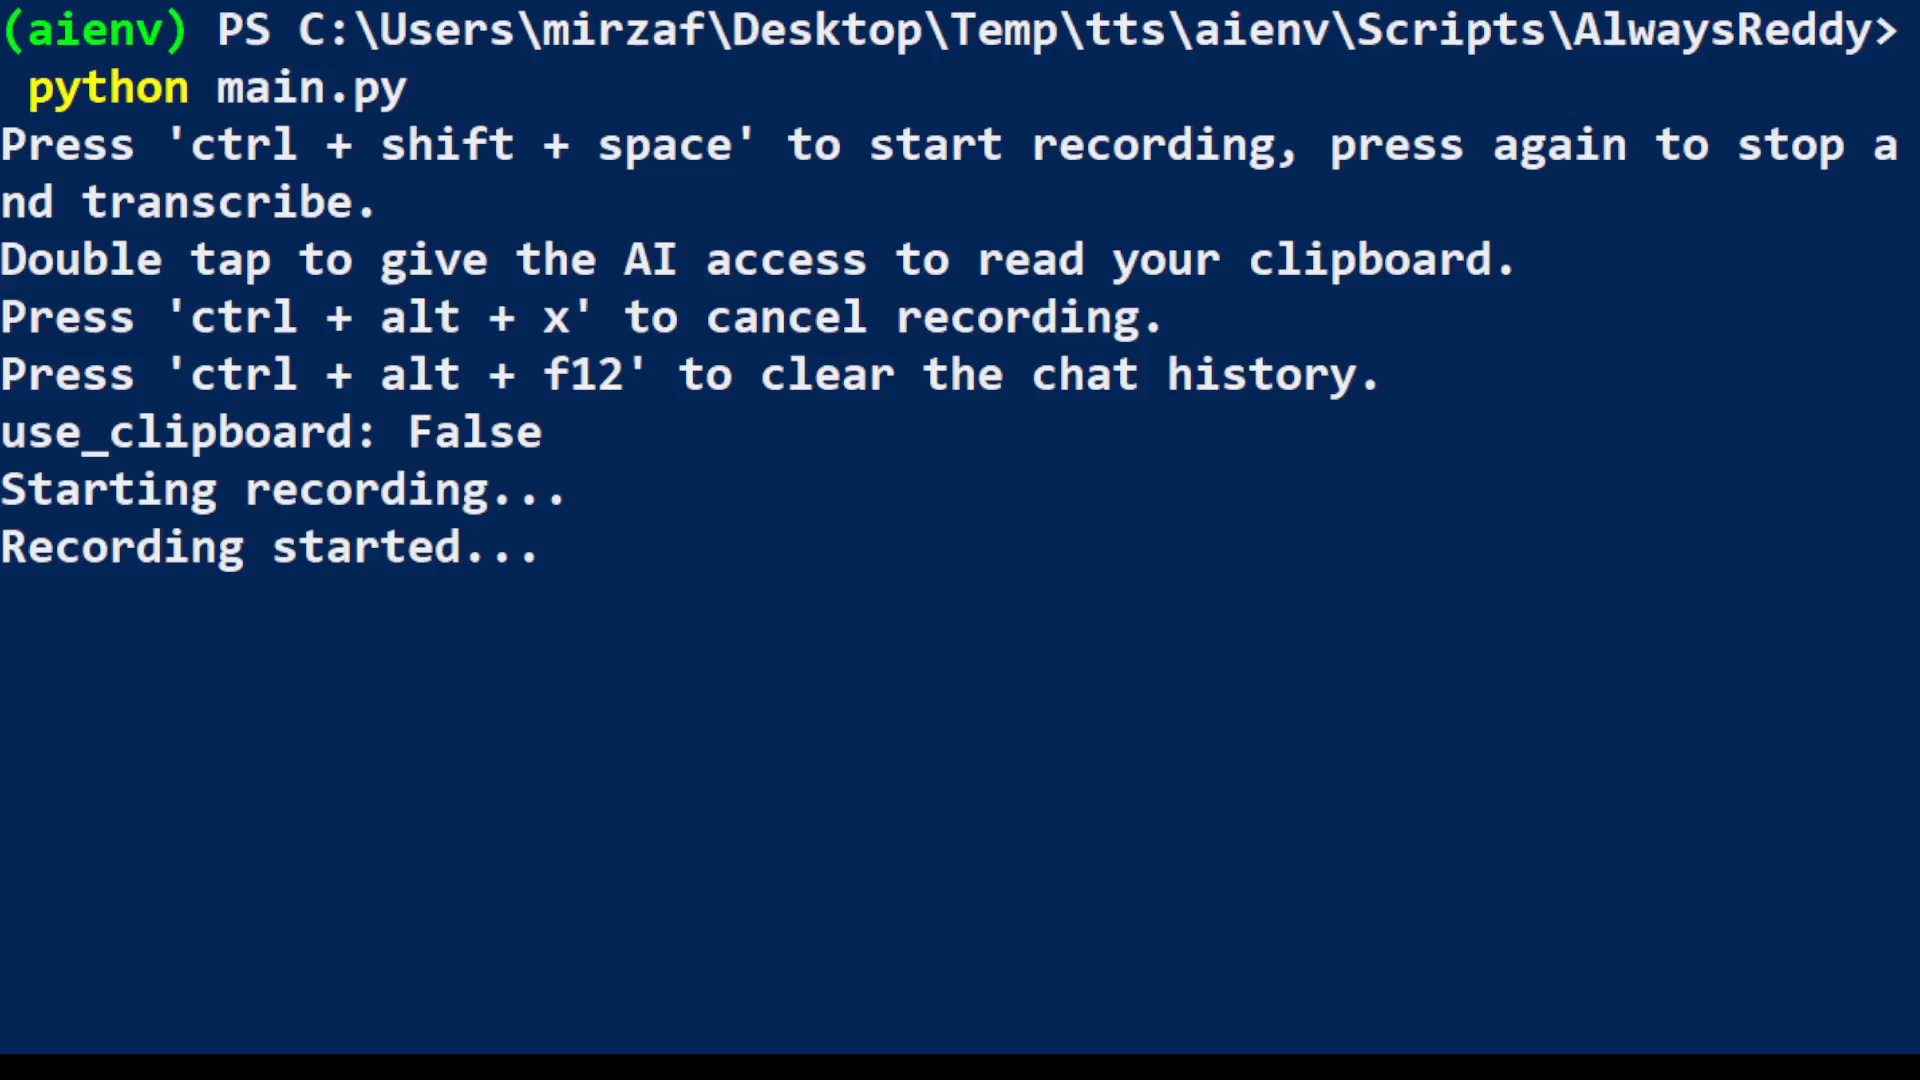 (aienv) PS C:\Users\mirzaf\Desktop\Temp\tts\aienv\Scripts\AlwaysReddy>
python main.py
Press 'ctrl + shift + space' to start recording, press again to stop a
nd transcribe.
Double tap to give the AI access to read your clipboard.
Press 'ctrl + alt + x' to cancel recording.
Press 'ctrl + alt + f12' to clear the chat history.
use_clipboard: False
Starting recording...
Recording started...